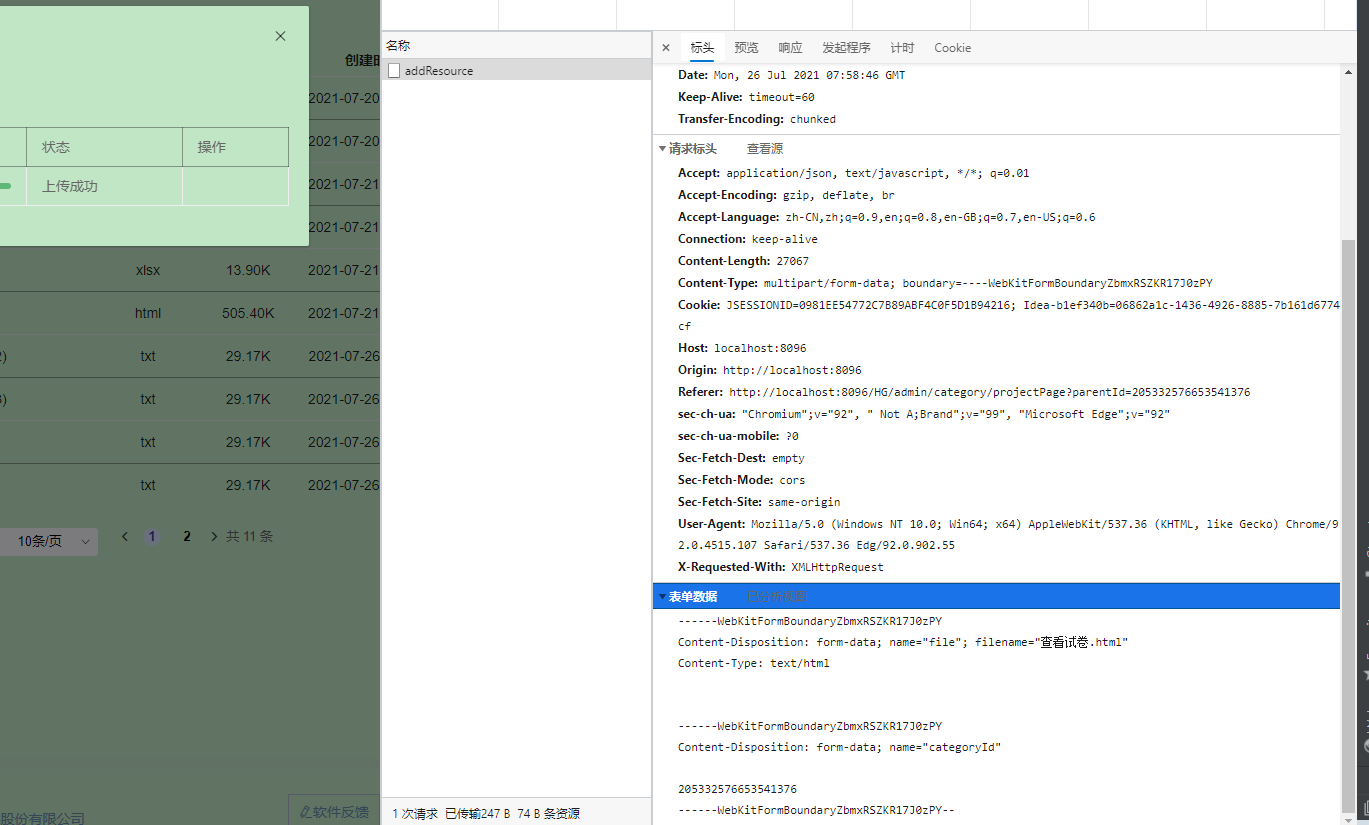 创建时
2021-07-20
2021-07-20
2021-07-21
2021-07-21
状态 操作
上传成功
xlsx 13.90K 2021-07-21
html 505.40K 2021-07-21
2) txt 29.17K 2021-07-26
3) txt 29.17K 2021-07-26
txt 29.17K 2021-07-26
txt 29.17K 2021-07-26
10条/页 1 2 共 11 条
软件反馈
股份有限公司
名称
addResource
1 次请求 已传输247 B 74 B 条资源
标头 预览 响应 发起程序 计时 Cookie
Date: Mon, 26 Jul 2021 07:58:46 GMT
Keep-Alive: timeout=60
Transfer-Encoding: chunked
请求标头 查看源
Accept: application/json, text/javascript, */*; q=0.01
Accept-Encoding: gzip, deflate, br
Accept-Language: zh-CN,zh;q=0.9,en;q=0.8,en-GB;q=0.7,en-US;q=0.6
Connection: keep-alive
Content-Length: 27067
Content-Type: multipart/form-data; boundary=----WebKitFormBoundaryZbmxRSZKR17J0zPY
Cookie: JSESSIONID=0981EE54772C7B89ABF4C0F5D1B94216; Idea-b1ef340b=06862a1c-1436-4926-8885-7b161d6774
cf
Host: localhost:8096
Origin: http://localhost:8096
Referer: http://localhost:8096/HG/admin/category/projectPage?parentId=205332576653541376
sec-ch-ua: "Chromium";v="92", " Not A;Brand";v="99", "Microsoft Edge";v="92"
sec-ch-ua-mobile: ?0
Sec-Fetch-Dest: empty
Sec-Fetch-Mode: cors
Sec-Fetch-Site: same-origin
User-Agent: Mozilla/5.0 (Windows NT 10.0; Win64; x64) AppleWebKit/537.36 (KHTML, like Gecko) Chrome/9
2.0.4515.107 Safari/537.36 Edg/92.0.902.55
X-Requested-With: XMLHttpRequest
表单数据
------WebKitFormBoundaryZbmxRSZKR17J0zPY
Content-Disposition: form-data; name="file"; filename="查看试卷.html"
Content-Type: text/html
------WebKitFormBoundaryZbmxRSZKR17J0zPY
Content-Disposition: form-data; name="categoryId"
205332576653541376
------WebKitFormBoundaryZbmxRSZKR17J0zPY--